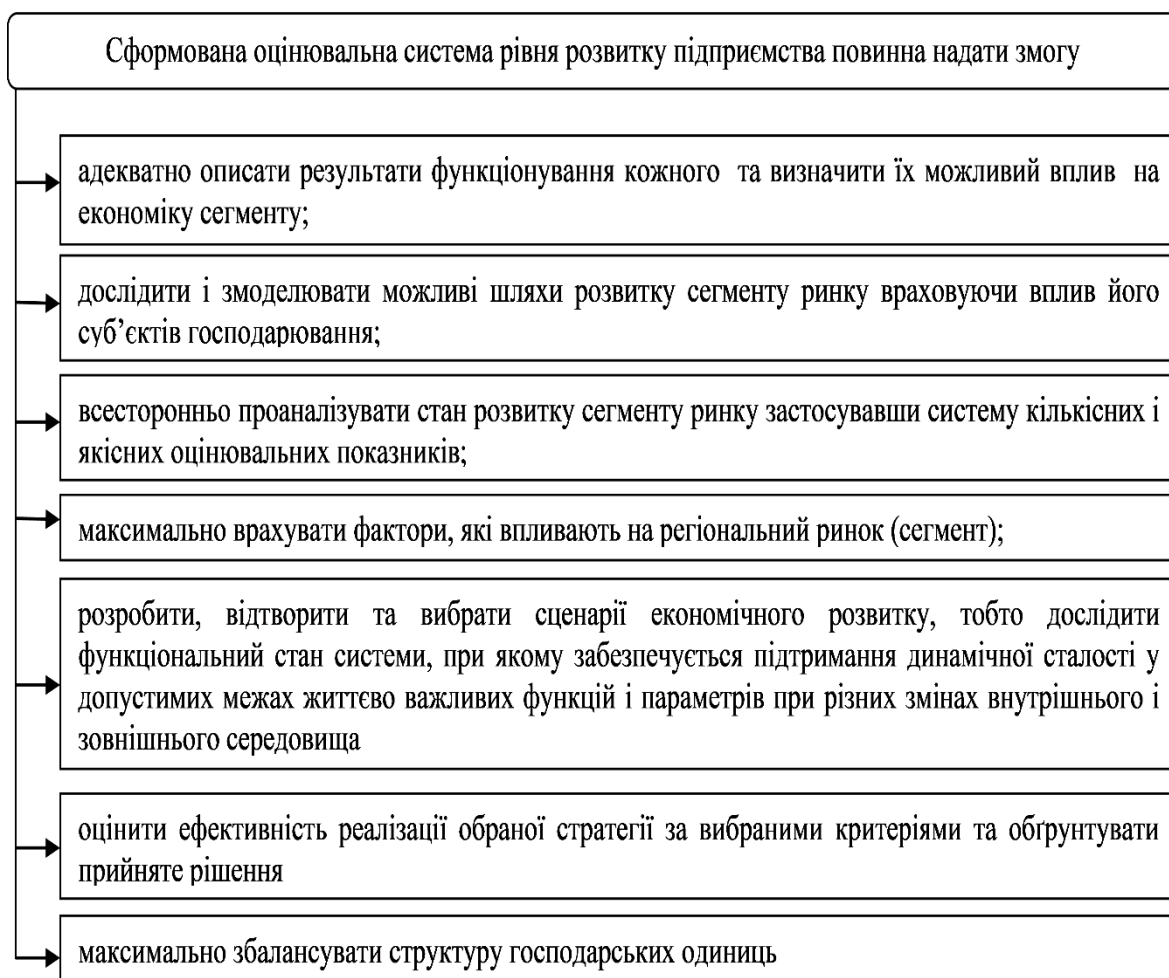 Сформована оцінювальна система рівня розвитку підприємства повинна надати змогу
адекватно описати результати функціонування кожного та визначити їх можливий вплив на
економіку сегменту;
дослідити і змоделювати можливі шляхи розвитку сегменту ринку враховуючи вплив його
суб’єктів господарювання;
всесторонньо проаналізувати стан розвитку сегменту ринку застосувавши систему кількісних і
якісних оцінювальних показників;
максимально врахувати фактори, які впливають на регіональний ринок (сегмент);
розробити, відтворити та вибрати сценарії економічного розвитку, тобто дослідити
функціональний стан системи, при якому забезпечується підтримання динамічної сталості у
допустимих межах життєво важливих функцій і параметрів при різних змінах внутрішнього і
зовнішнього середовища
оцінити ефективність реалізації обраної стратегії за вибраними критеріями та обґрунтувати
прийняте рішення
максимально збалансувати структуру господарських одиниць